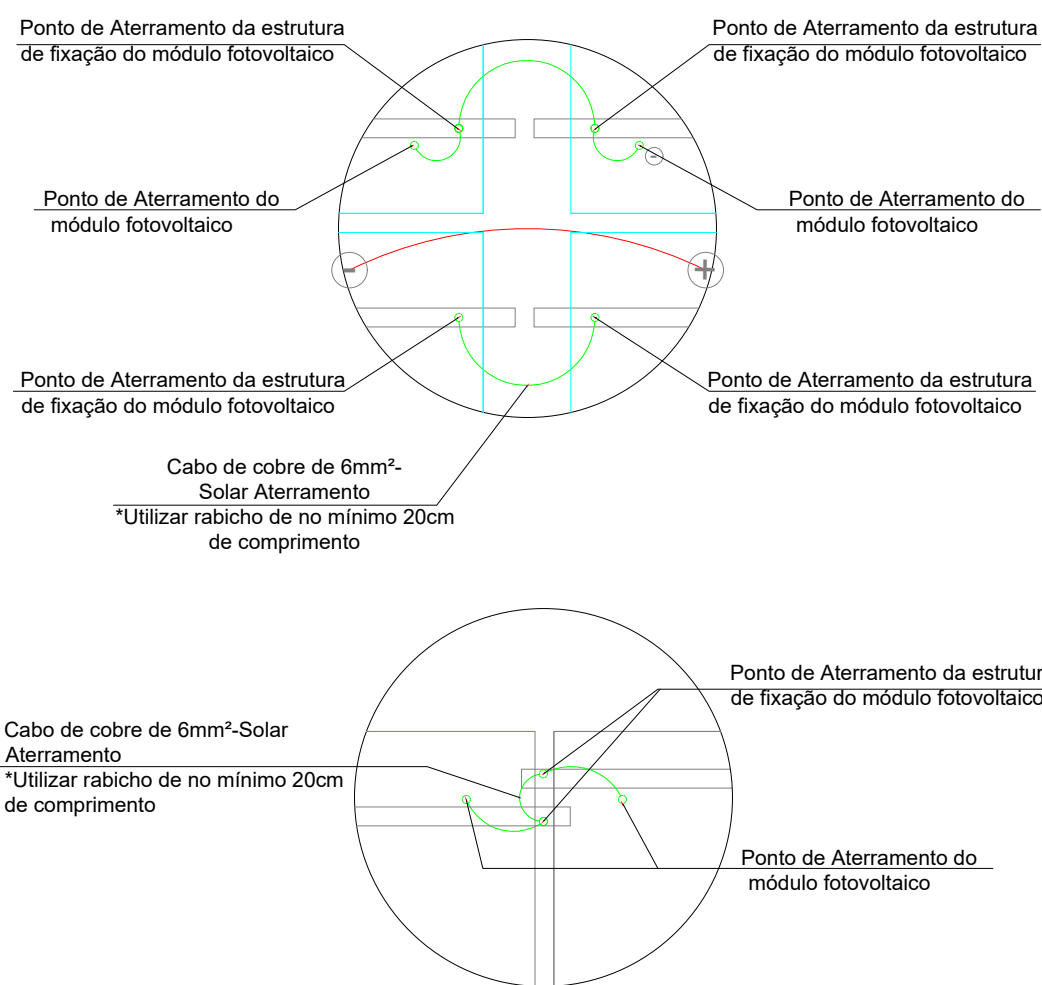 Ponto de Aterramento da estrutura
de fixação do módulo fotovoltaico
Ponto de Aterramento da estrutura
de fixação do módulo fotovoltaico
-
Ponto de Aterramento do
módulo fotovoltaico
Ponto de Aterramento do
módulo fotovoltaico
-
+
Ponto de Aterramento da estrutura
de fixação do módulo fotovoltaico
Ponto de Aterramento da estrutura
de fixação do módulo fotovoltaico
Cabo de cobre de 6mm²-
Solar Aterramento
*Utilizar rabicho de no mínimo 20cm
de comprimento
Ponto de Aterramento da estrutur
de fixação do módulo fotovoltaico
Cabo de cobre de 6mm²-Solar
Aterramento
*Utilizar rabicho de no mínimo 20cm
de comprimento
Ponto de Aterramento do
módulo fotovoltaico